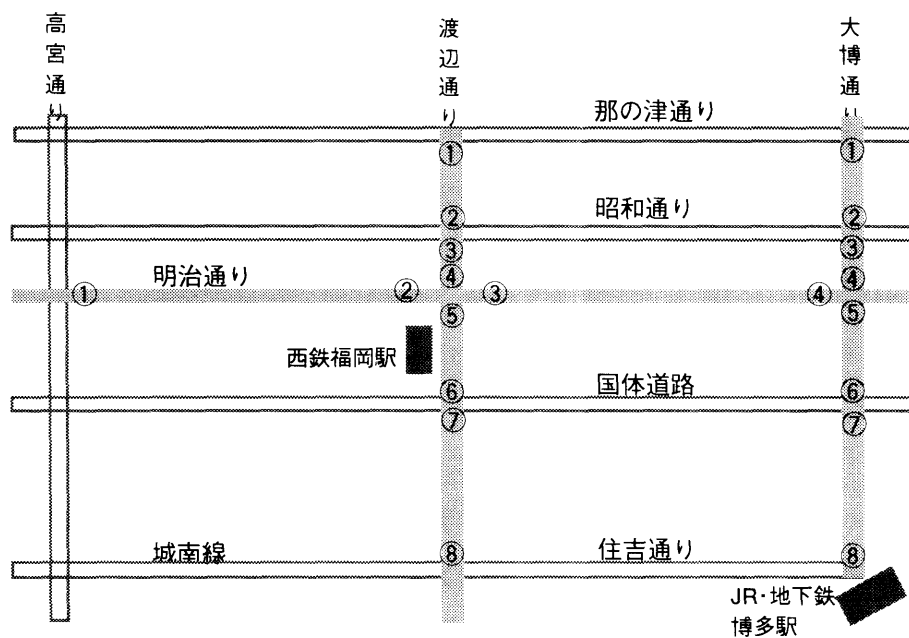 高宮通り
渡辺通り
大博通り
那の津通り
① ①
② 昭和通り ②
③ ③
明治通り ④ ④
① ② ③ ④
⑤ ⑤
西鉄福岡駅
⑥ 国体道路 ⑥
⑦ ⑦
城南線 ⑧ 住吉通り ⑧
JR・地下鉄
博多駅